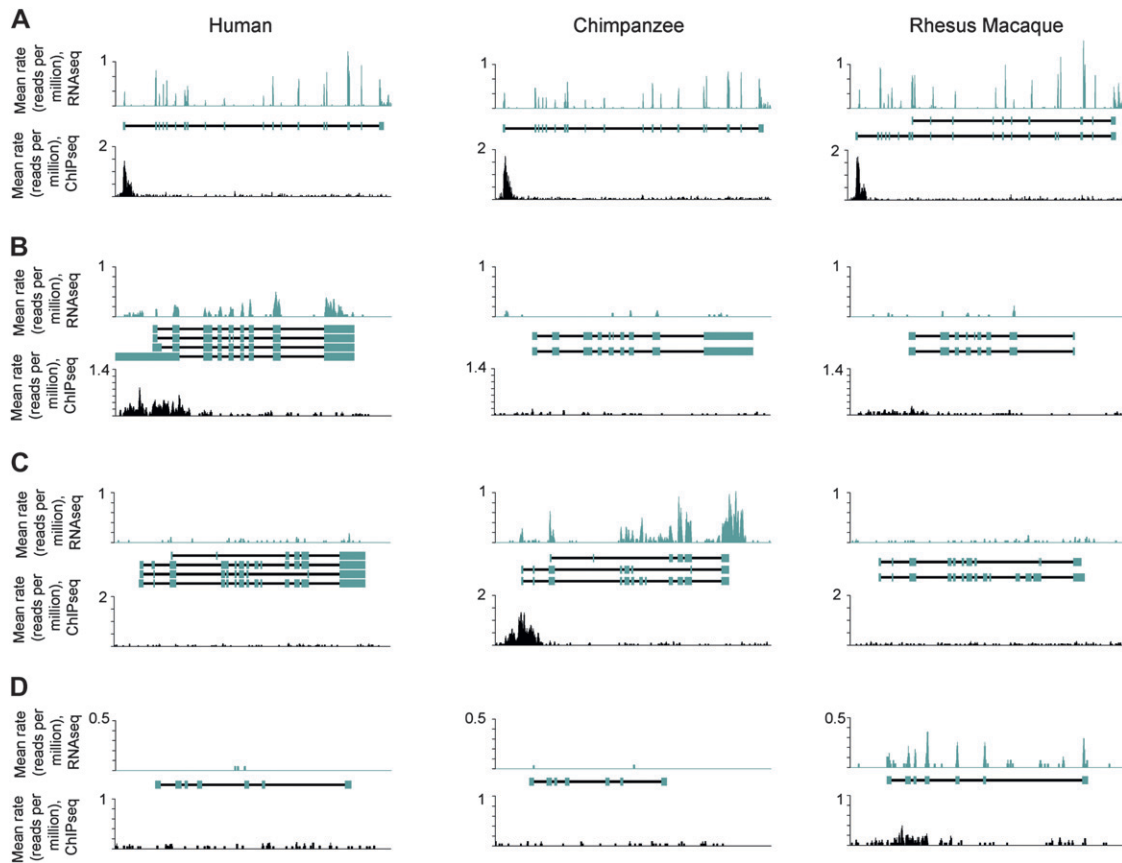 A
Human
Chimpanzee
Rhesus Macaque
Mean rate
(reads per
million),
RNAseq
1
1
1
Mean rate
(reads per
million),
ChIPseq
2
2
2
B
Mean rate
(reads per
million),
RNAseq
1
1
1
Mean rate
(reads per
million),
ChIPseq
1.4
1.4
1.4
C
Mean rate
(reads per
million),
RNAseq
1
1
1
Mean rate
(reads per
million),
ChIPseq
2
2
2
D
Mean rate
(reads per
million),
RNAseq
0.5
0.5
0.5
Mean rate
(reads per
million),
ChIPseq
1
1
1